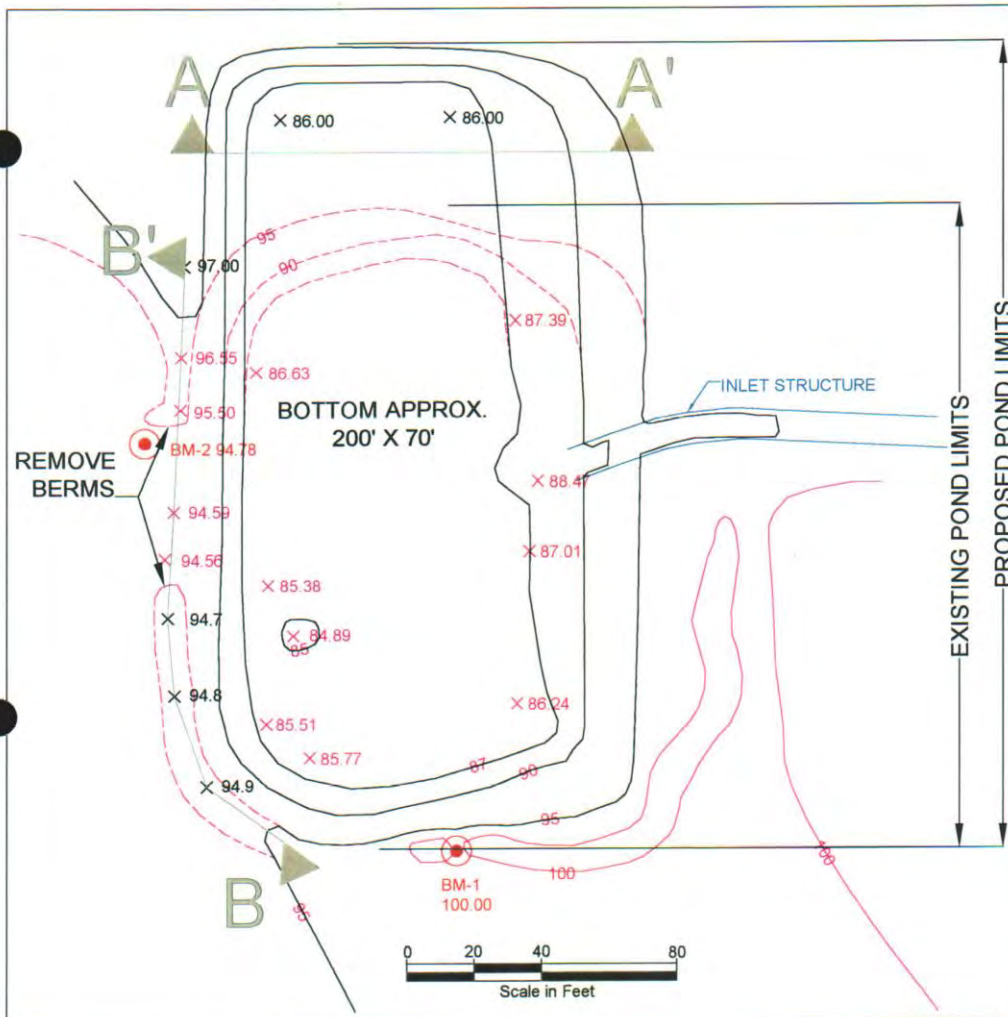 A
A'
86.00
86.00
95
B'
97.00
90
87.39
96.55
86.63
INLET STRUCTURE
95.50
BOTTOM APPROX.
200' X 70'
BM-2 94.78
REMOVE
BERMS
88.4
94.59
94.56
87.01
85.38
94.7
84.89
85
94.8
86.24
85.51
85.77
87
90
94.9
95
100
100
BM-1
100.00
B
95
EXISTING POND LIMITS
PROPOSED POND LIMITS
0 20 40 80
Scale in Feet